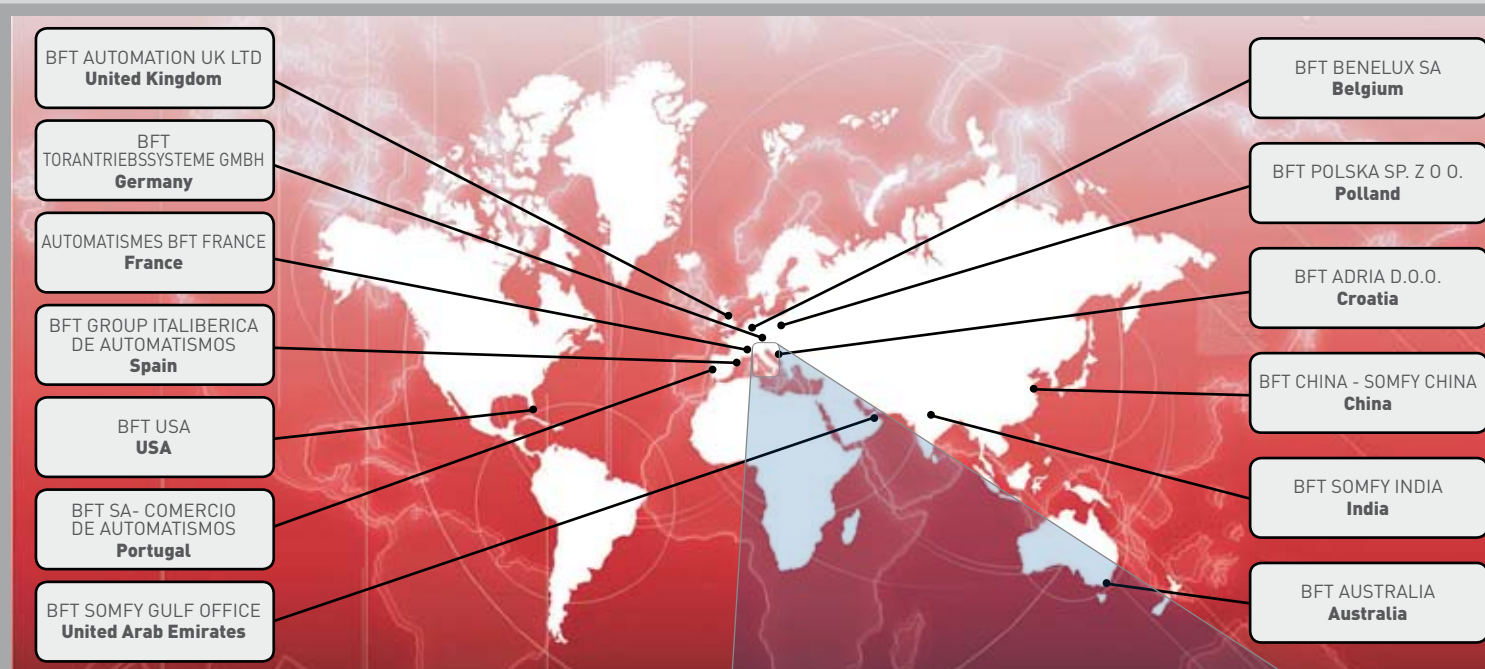 BFT AUTOMATION UK LTD
United Kingdom
BFT
TORANTRIEBSSYSTEME GMBH
Germany
AUTOMATISMES BFT FRANCE
France
BFT GROUP ITALIBERICA
DE AUTOMATISMOS
Spain
BFT USA
USA
BFT SA- COMERCIO
DE AUTOMATISMOS
Portugal
BFT SOMFY GULF OFFICE
United Arab Emirates
BFT BENELUX SA
Belgium
BFT POLSKA SP. Z O O.
Polland
BFT ADRIA D.O.O.
Croatia
BFT CHINA - SOMFY CHINA
China
BFT SOMFY INDIA
India
BFT AUSTRALIA
Australia